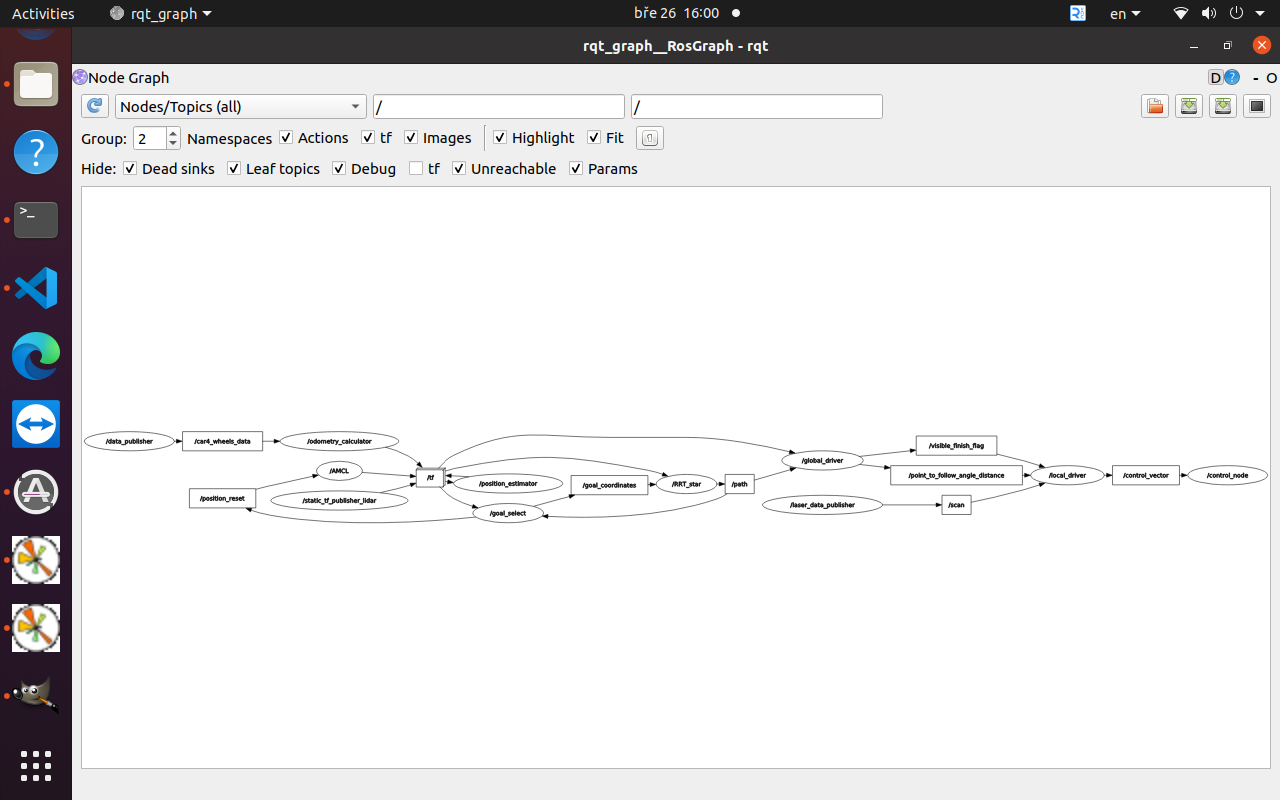 Activities rqt_graph bře 26 16:00 en
rqt_graph__RosGraph - rqt
Node Graph D ? - O
Nodes/Topics (all) / /
Group: 2 Namespaces Actions tf Images Highlight Fit
Hide: Dead sinks Leaf topics Debug tf Unreachable Params
/data_publisher
/car4_wheels_data
/odometry_calculator
/AMCL
/position_reset
/static_tf_publisher_lidar
/tf
/position_estimator
/goal_select
/goal_coordinates
/RRT_star
/path
/global_driver
/laser_data_publisher
/visible_finish_flag
/point_to_follow_angle_distance
/scan
/local_driver
/control_vector
/control_node